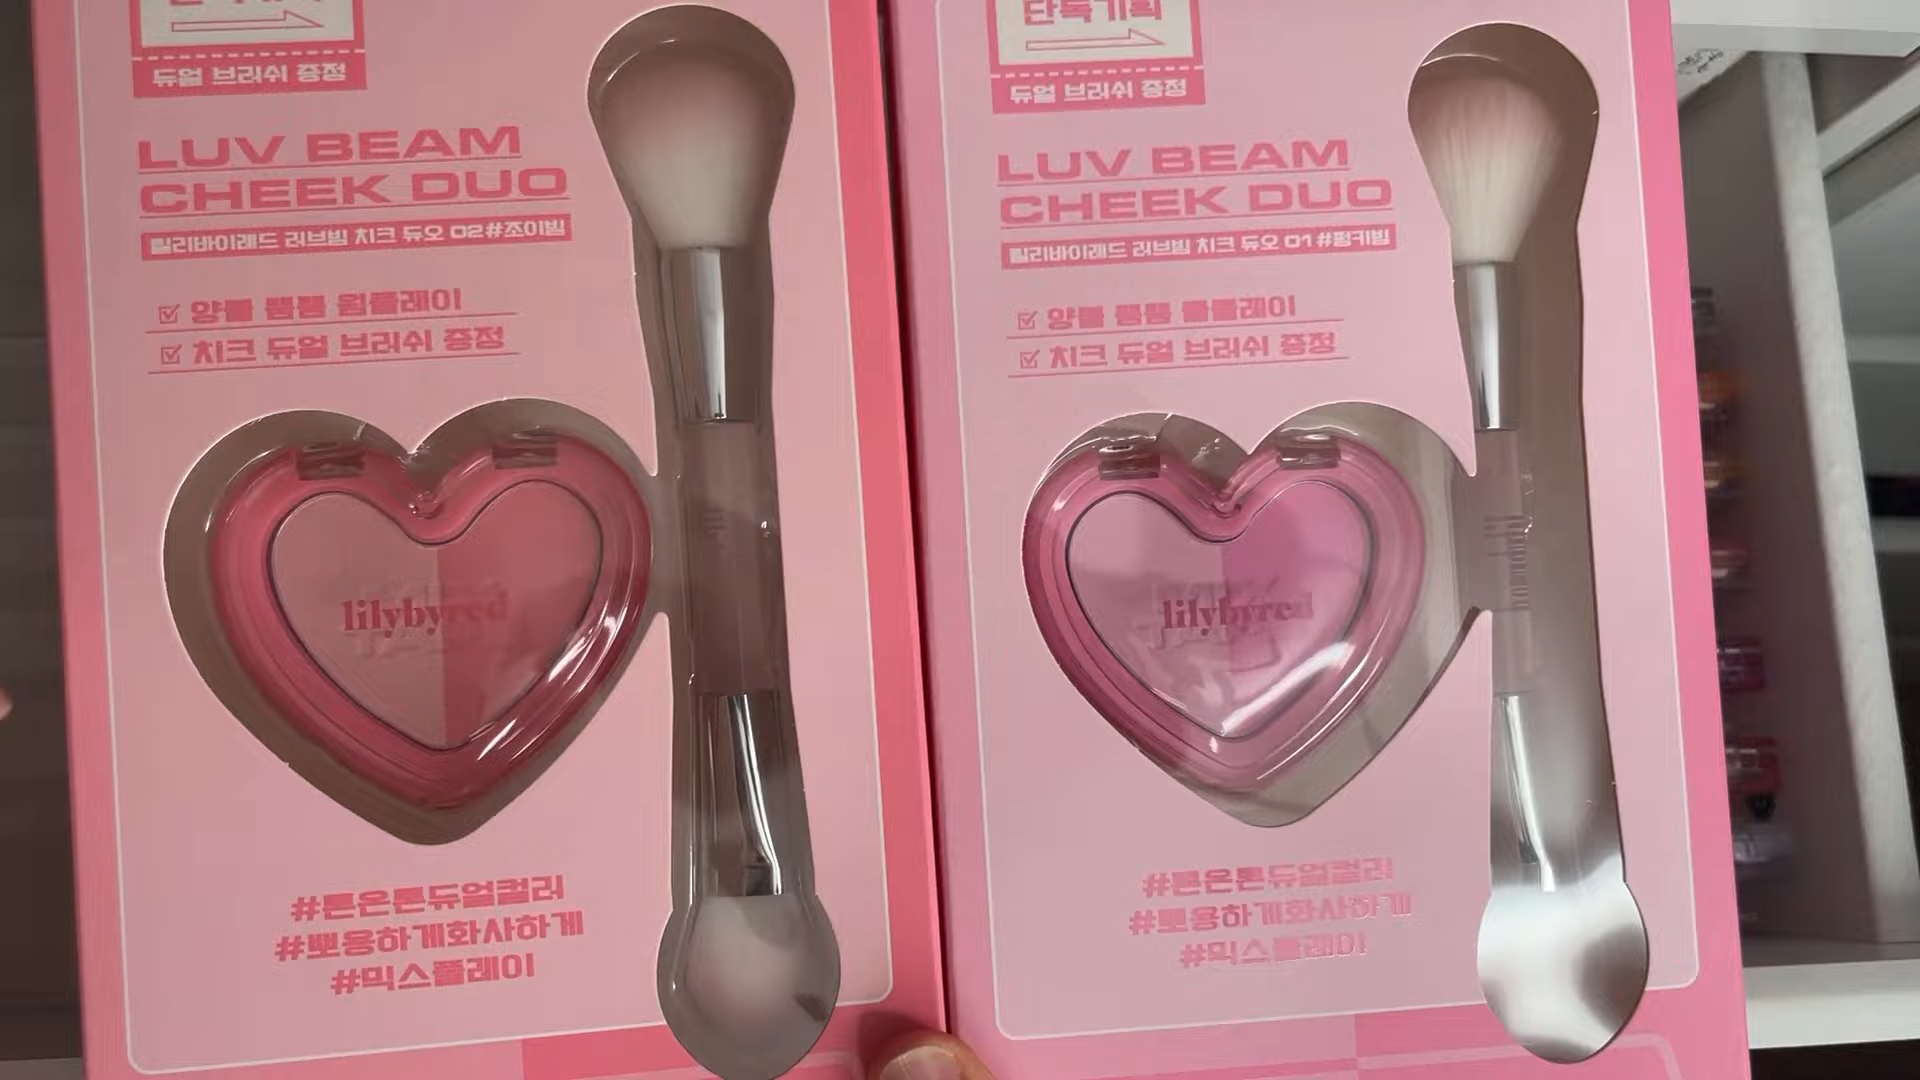 단독기획
듀얼 브러쉬 증정
LUV BEAM
CHEEK DUO
릴리바이레드 러브빔 치크 듀오 02#조이빔
양볼 뿜뿜 웜플레이
치크 듀얼 브러쉬 증정
lilybyred
#톤온톤듀얼컬러
#뽀용하게화사하게
#믹스플레이
단독기획
듀얼 브러쉬 증정
LUV BEAM
CHEEK DUO
릴리바이레드 러브빔 치크 듀오 01#펑키빔
양볼 뿜뿜 쿨플레이
치크 듀얼 브러쉬 증정
lilybyred
#톤온톤듀얼컬러
#뽀용하게화사하게
#믹스플레이